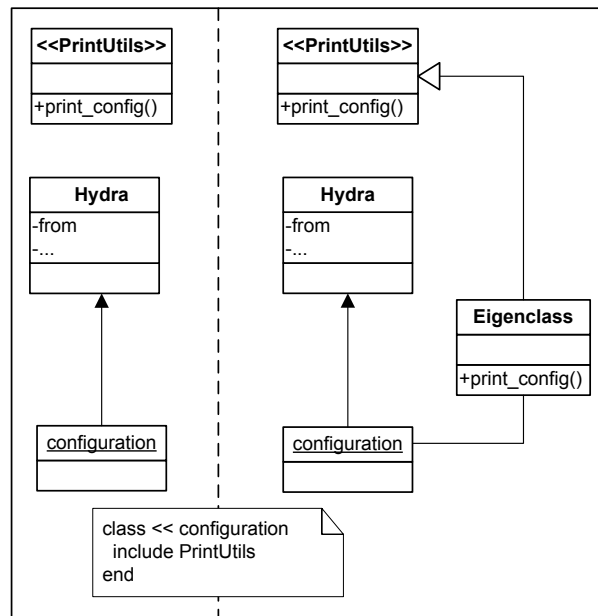 <<PrintUtils>>
+print_config()
Hydra
-from
-...
configuration
<<PrintUtils>>
+print_config()
Hydra
-from
-...
Eigenclass
+print_config()
configuration
class << configuration
  include PrintUtils
end